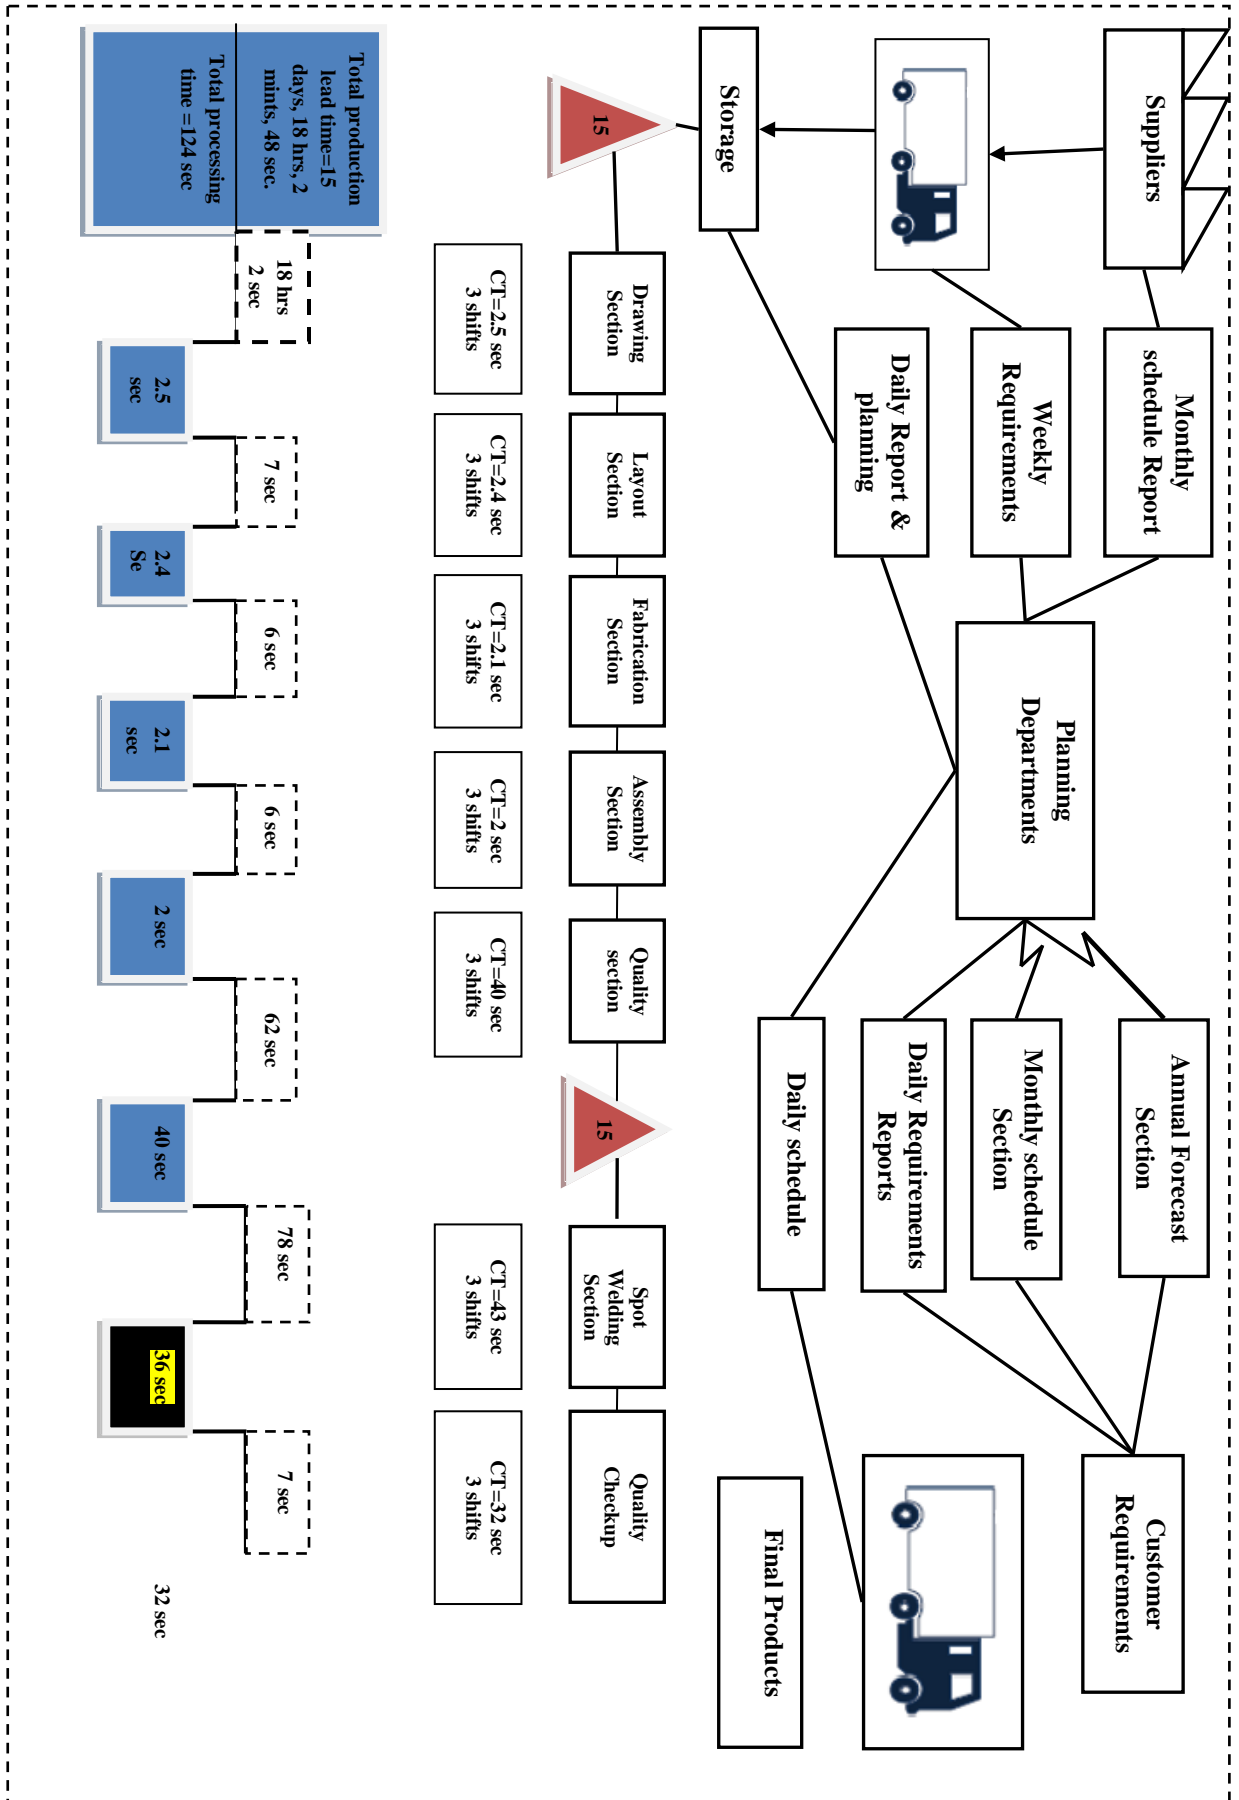 Suppliers
Monthly
schedule Report
Weekly
Requirements
Daily Report &
planning
Storage
Planning
Departments
Annual Forecast
Section
Monthly schedule
Section
Daily Requirements
Reports
Daily schedule
Customer
Requirements
Final Products
15
Drawing
Section
Layout
Section
Fabrication
Section
Assembly
Section
Quality
section
15
Spot
Welding
Section
Quality
Checkup
CT=2.5 sec
3 shifts
CT=2.4 sec
3 shifts
CT=2.1 sec
3 shifts
CT=2 sec
3 shifts
CT=40 sec
3 shifts
CT=43 sec
3 shifts
CT=32 sec
3 shifts
Total production
lead time=15
days, 18 hrs, 2
mints, 48 sec.
Total processing
time =124 sec
18 hrs
2 sec
7 sec
6 sec
6 sec
62 sec
78 sec
7 sec
2.5
sec
2.4
Se
2.1
sec
2 sec
40 sec
36 sec
32 sec